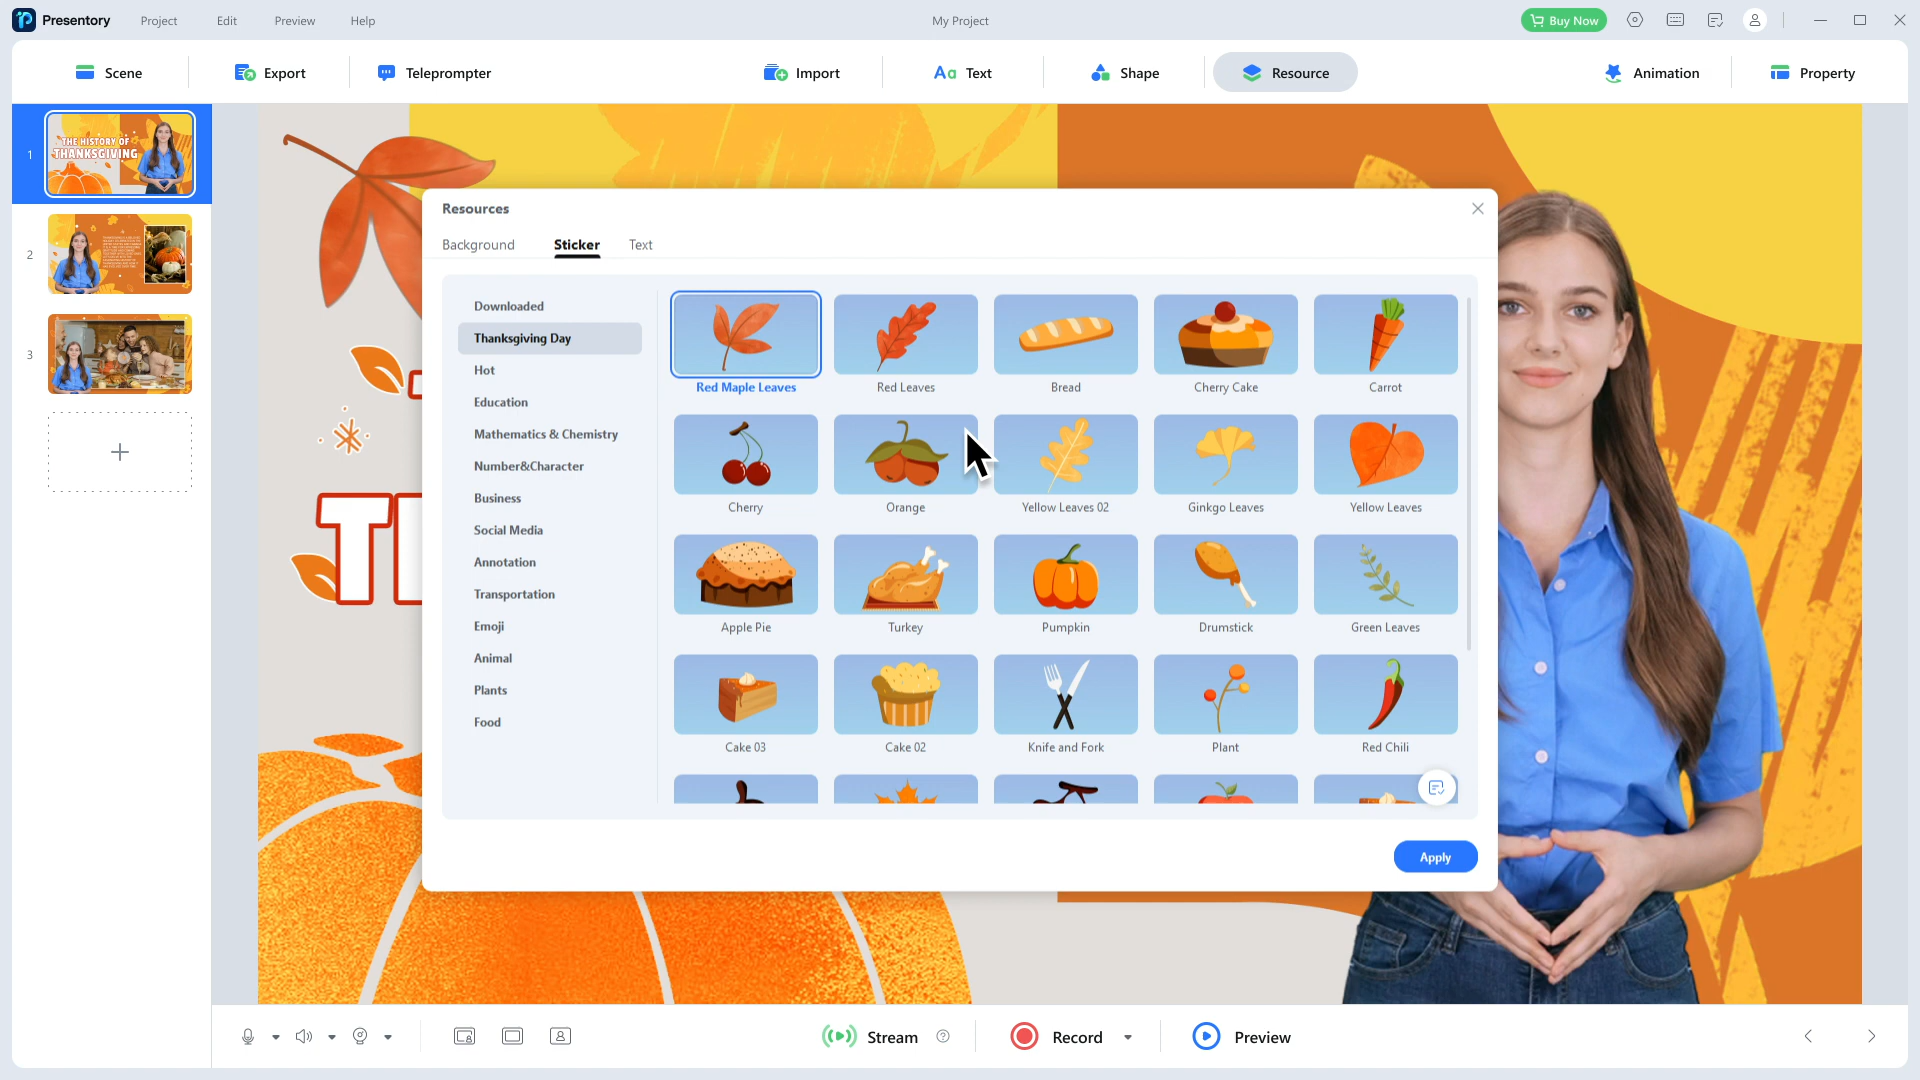 Presentory Project Edit Preview Help My Project Buy Now
Scene Export Teleprompter Import Aa Text Shape Resource Animation Property
1
THE HISTORY OF
THANKSGIVING
2
3
TH
Resources
Background Sticker Text
Downloaded
Thanksgiving Day
Hot
Education
Mathematics & Chemistry
Number&Character
Business
Social Media
Annotation
Transportation
Emoji
Animal
Plants
Food
Red Maple Leaves Red Leaves Bread Cherry Cake Carrot
Cherry Orange Yellow Leaves 02 Ginkgo Leaves Yellow Leaves
Apple Pie Turkey Pumpkin Drumstick Green Leaves
Cake 03 Cake 02 Knife and Fork Plant Red Chili
Apply
Stream Record Preview